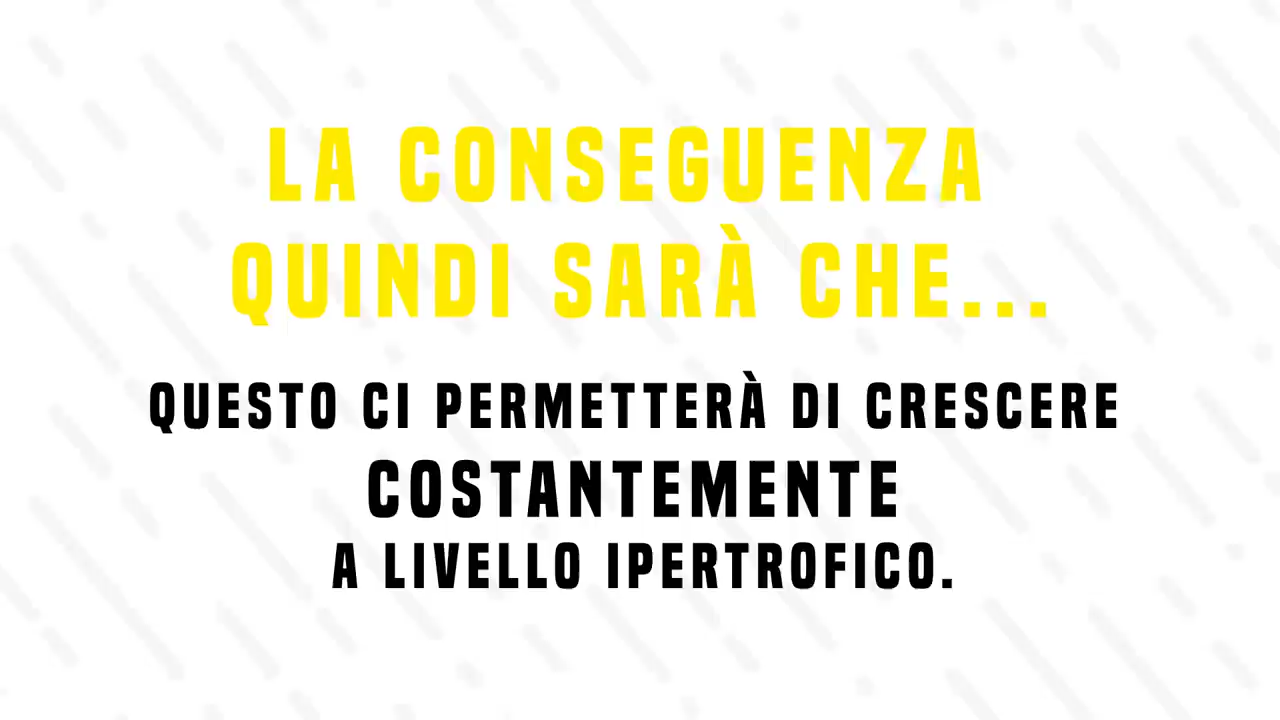 LA CONSEGUENZA
QUINDI SARÀ CHE...
QUESTO CI PERMETTERÀ DI CRESCERE
COSTANTEMENTE
A LIVELLO IPERTROFICO.